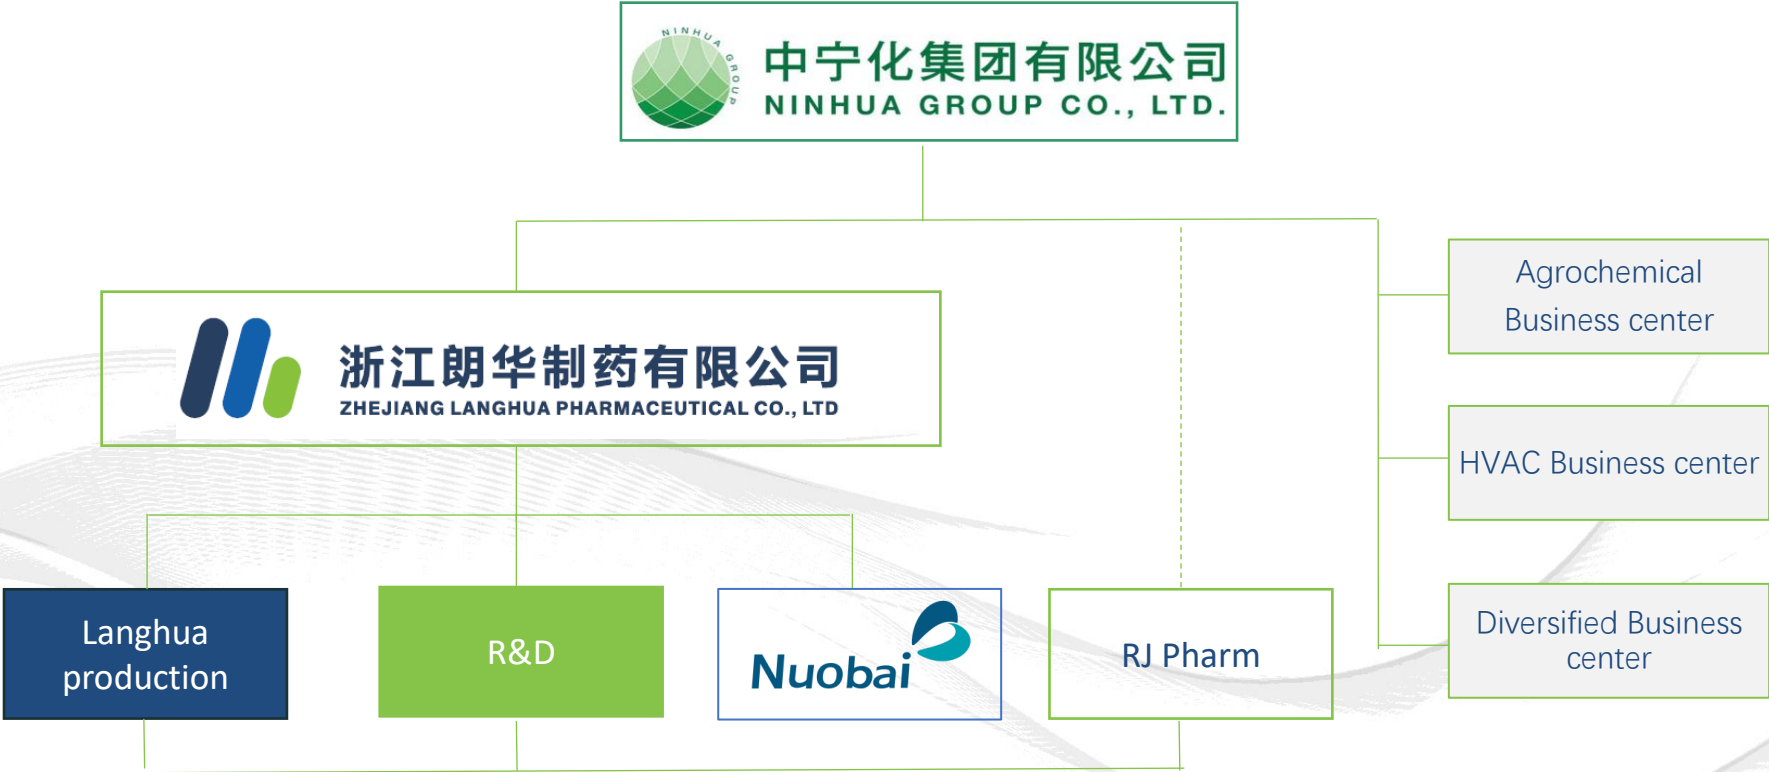 NINHUA GROUP
中宁化集团有限公司
NINHUA GROUP CO., LTD.
浙江朗华制药有限公司
ZHEJIANG LANGHUA PHARMACEUTICAL CO., LTD
Agrochemical
Business center
HVAC Business center
Diversified Business
center
Langhua
production
R&D
Nuobai
RJ Pharm